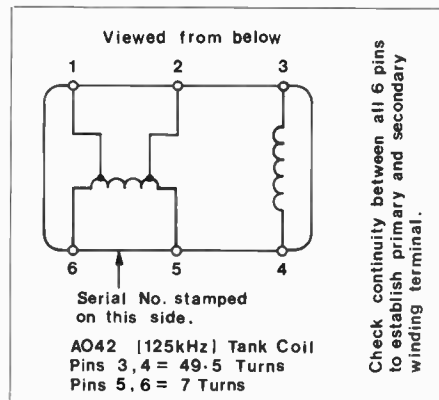 Viewed from below
1 2 3
6 5 4
Serial No. stamped
on this side.
AO42 [125kHz] Tank Coil
Pins 3,4 = 49·5 Turns
Pins 5,6 = 7 Turns
Check continuity between all 6 pins
to establish primary and secondary
winding terminal.